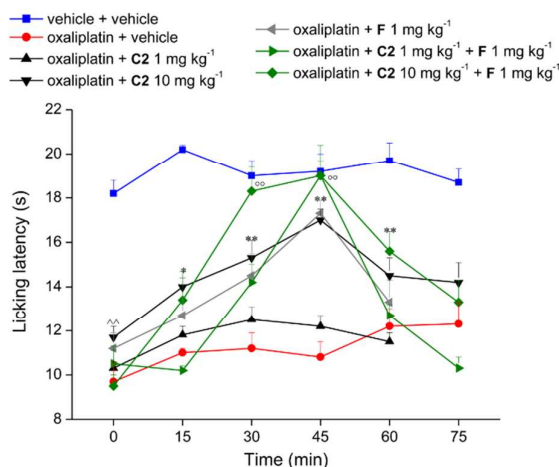 vehicle + vehicle
oxaliplatin + vehicle
oxaliplatin + C2 1 mg kg⁻¹
oxaliplatin + C2 10 mg kg⁻¹
oxaliplatin + F 1 mg kg⁻¹
oxaliplatin + C2 1 mg kg⁻¹ + F 1 mg kg⁻¹
oxaliplatin + C2 10 mg kg⁻¹ + F 1 mg kg⁻¹
22
20
18
16
14
12
10
8
Licking latency (s)
^^
*
**
°°
**
°°
**
0 15 30 45 60 75
Time (min)